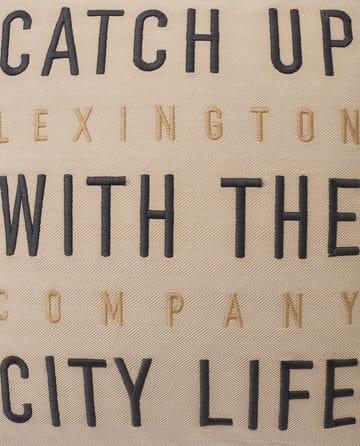 CATCH UP
LEXINGTON
WITH THE
COMPANY
CITY LIFE